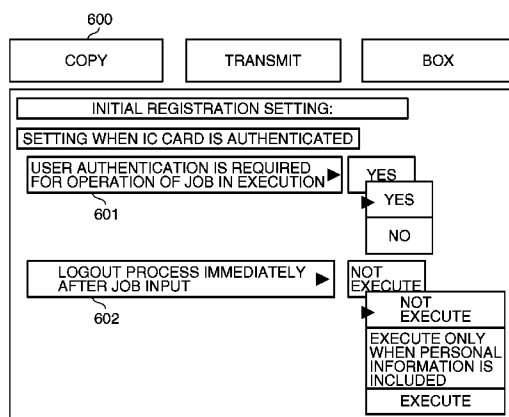 600
COPY TRANSMIT BOX
INITIAL REGISTRATION SETTING:
SETTING WHEN IC CARD IS AUTHENTICATED
USER AUTHENTICATION IS REQUIRED
FOR OPERATION OF JOB IN EXECUTION
YES
601
YES
NO
LOGOUT PROCESS IMMEDIATELY
AFTER JOB INPUT
NOT
EXECUTE
602
NOT
EXECUTE
EXECUTE ONLY
WHEN PERSONAL
INFORMATION IS
INCLUDED
EXECUTE